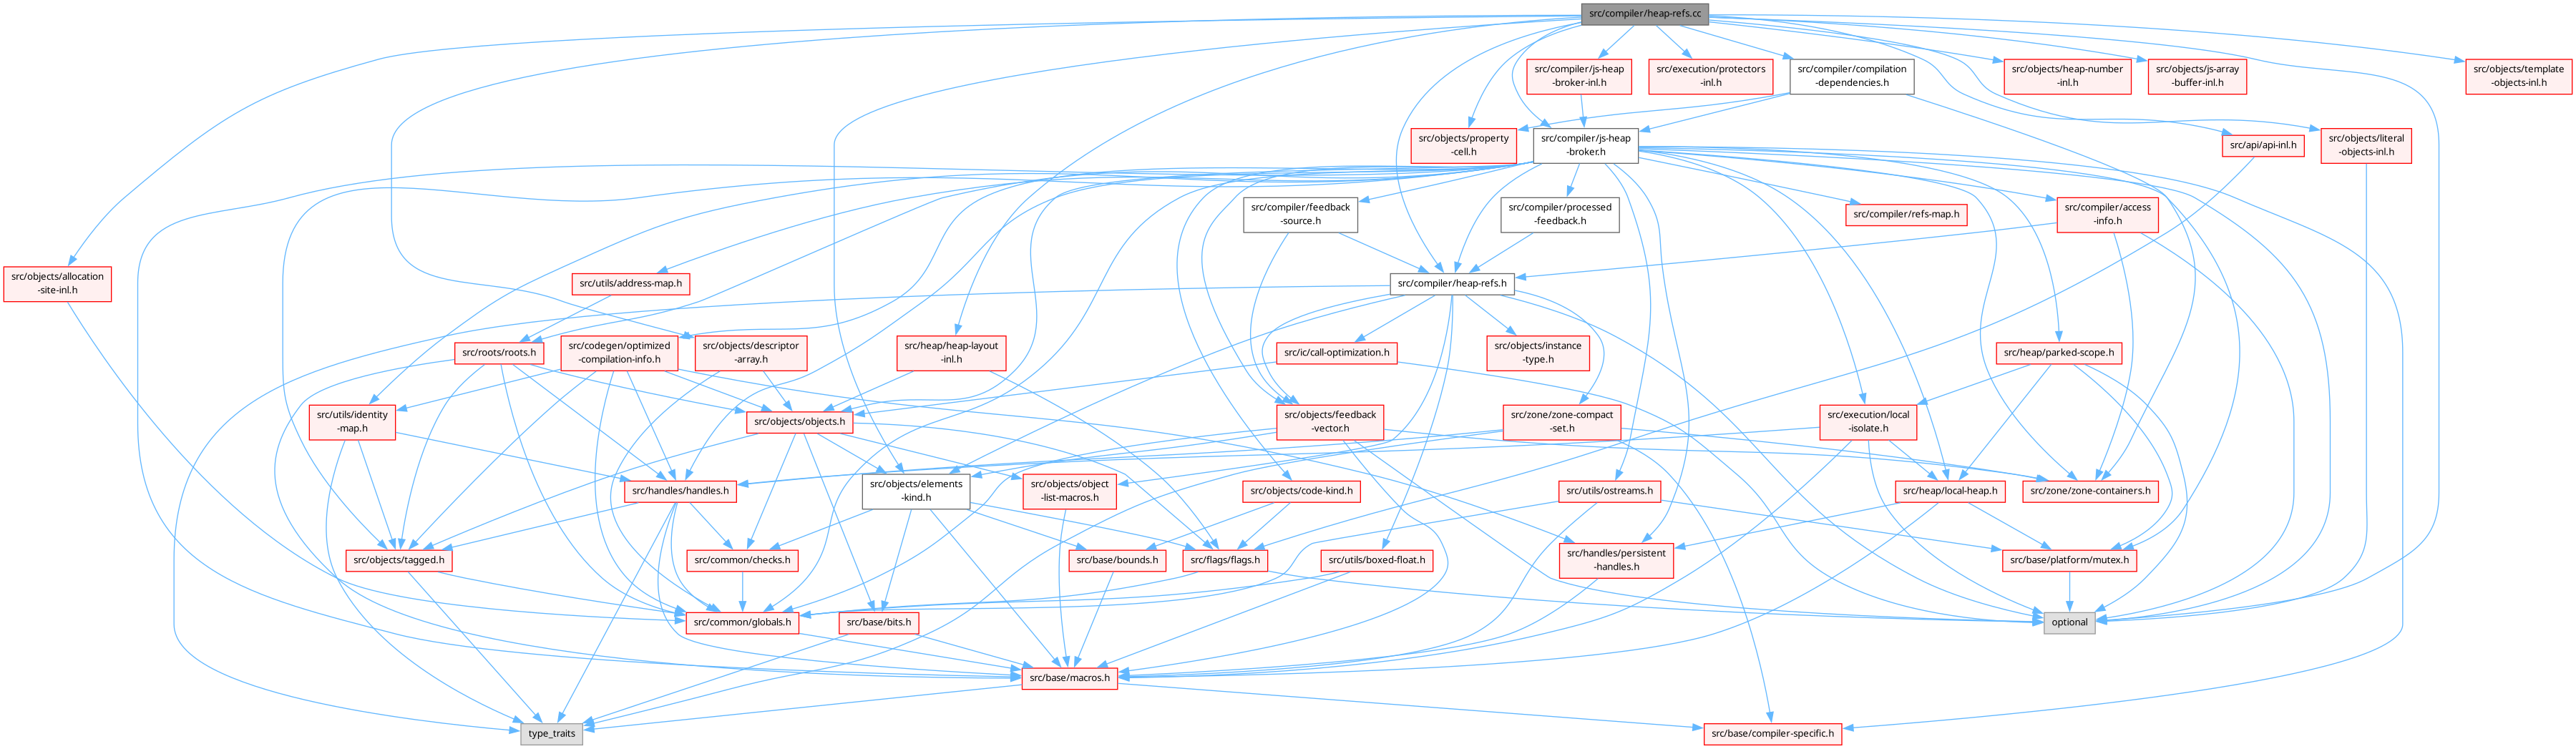 src/compiler/heap-refs.cc
src/compiler/js-heap
-broker-inl.h
src/execution/protectors
-inl.h
src/compiler/compilation
-dependencies.h
src/objects/heap-number
-inl.h
src/objects/js-array
-buffer-inl.h
src/objects/template
-objects-inl.h
src/objects/property
-cell.h
src/compiler/js-heap
-broker.h
src/api/api-inl.h
src/objects/literal
-objects-inl.h
src/compiler/feedback
-source.h
src/compiler/processed
-feedback.h
src/compiler/refs-map.h
src/compiler/access
-info.h
src/objects/allocation
-site-inl.h
src/utils/address-map.h
src/compiler/heap-refs.h
src/roots/roots.h
src/codegen/optimized
-compilation-info.h
src/objects/descriptor
-array.h
src/heap/heap-layout
-inl.h
src/ic/call-optimization.h
src/objects/instance
-type.h
src/heap/parked-scope.h
src/utils/identity
-map.h
src/objects/objects.h
src/objects/feedback
-vector.h
src/zone/zone-compact
-set.h
src/execution/local
-isolate.h
src/handles/handles.h
src/objects/elements
-kind.h
src/objects/object
-list-macros.h
src/objects/code-kind.h
src/utils/ostreams.h
src/heap/local-heap.h
src/zone/zone-containers.h
src/objects/tagged.h
src/common/checks.h
src/base/bounds.h
src/flags/flags.h
src/utils/boxed-float.h
src/handles/persistent
-handles.h
src/base/platform/mutex.h
src/common/globals.h
src/base/bits.h
optional
src/base/macros.h
type_traits
src/base/compiler-specific.h